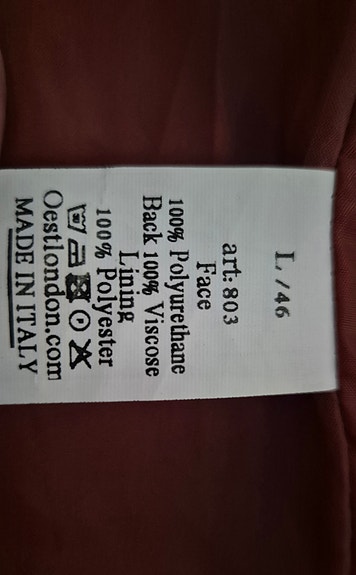 L / 46
art: 803
Face
100% Polyurethane
Back 100% Viscose
Lining
100% Polyester
Oestlondon.com
MADE IN ITALY